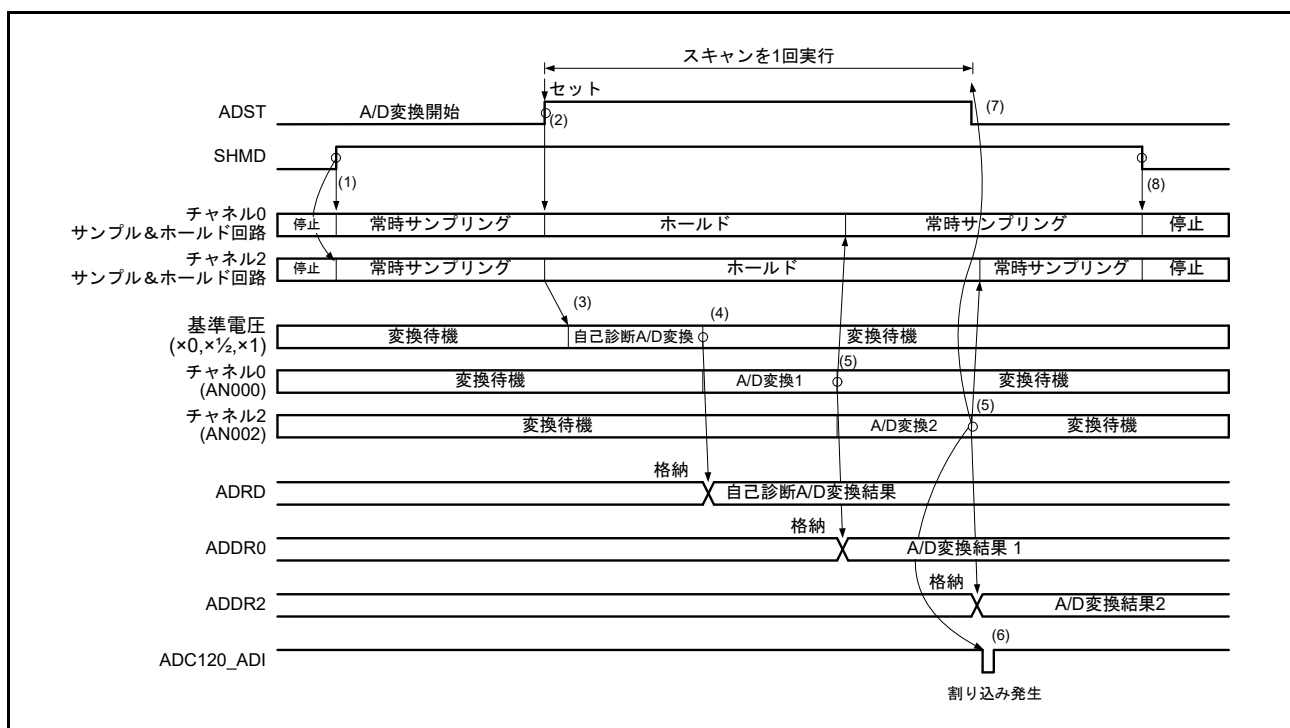 スキャンを1回実行
セット
ADST
A/D変換開始
(2)
(7)
SHMD
(1)
(8)
チャネル0
サンプル＆ホールド回路
停止
常時サンプリング
ホールド
常時サンプリング
停止
チャネル2
サンプル＆ホールド回路
停止
常時サンプリング
ホールド
常時サンプリング
停止
(3)
(4)
基準電圧
(×0,×½,×1)
変換待機
自己診断A/D変換
変換待機
チャネル0
(AN000)
変換待機
A/D変換1
(5)
変換待機
チャネル2
(AN002)
変換待機
A/D変換2
(5)
変換待機
格納
ADRD
自己診断A/D変換結果
格納
ADDR0
A/D変換結果 1
格納
ADDR2
A/D変換結果2
ADC120_ADI
(6)
割り込み発生